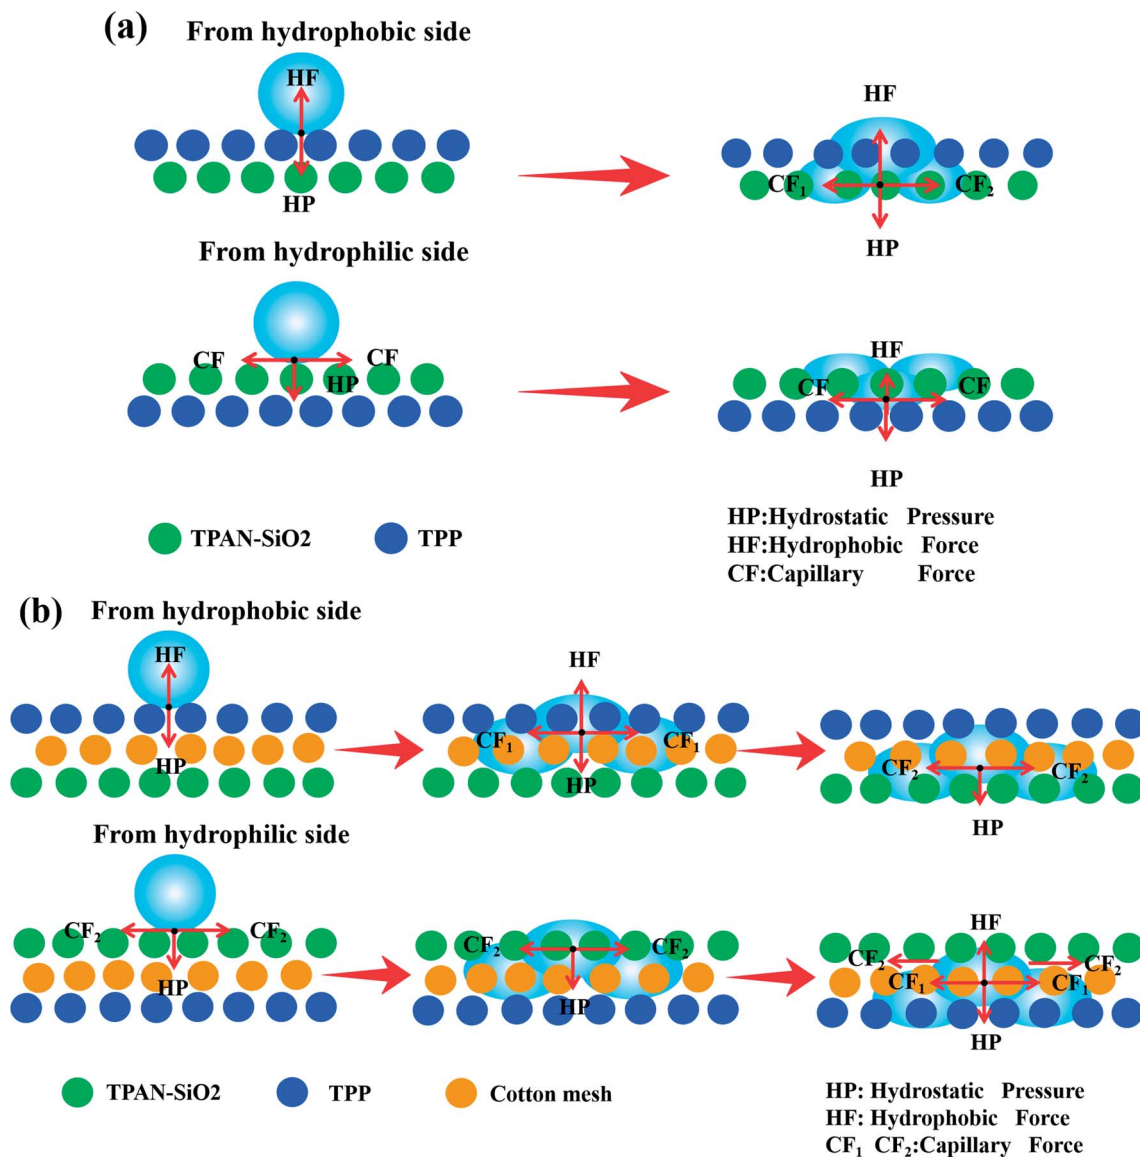 (a)
From hydrophobic side
HF
HP
HF
CF₁ CF₂
HP
From hydrophilic side
CF CF
HP
HF
CF CF
HP
TPAN-SiO2 TPP
HP:Hydrostatic Pressure
HF:Hydrophobic Force
CF:Capillary Force
(b)
From hydrophobic side
HF
HP
HF
CF₁ CF₁
HP
CF₂ CF₂
HP
From hydrophilic side
CF₂ CF₂
HP
CF₂ CF₂
HP
HF
CF₂ CF₂
CF₁ CF₁
HP
TPAN-SiO2 TPP Cotton mesh
HP: Hydrostatic Pressure
HF: Hydrophobic Force
CF₁ CF₂:Capillary Force